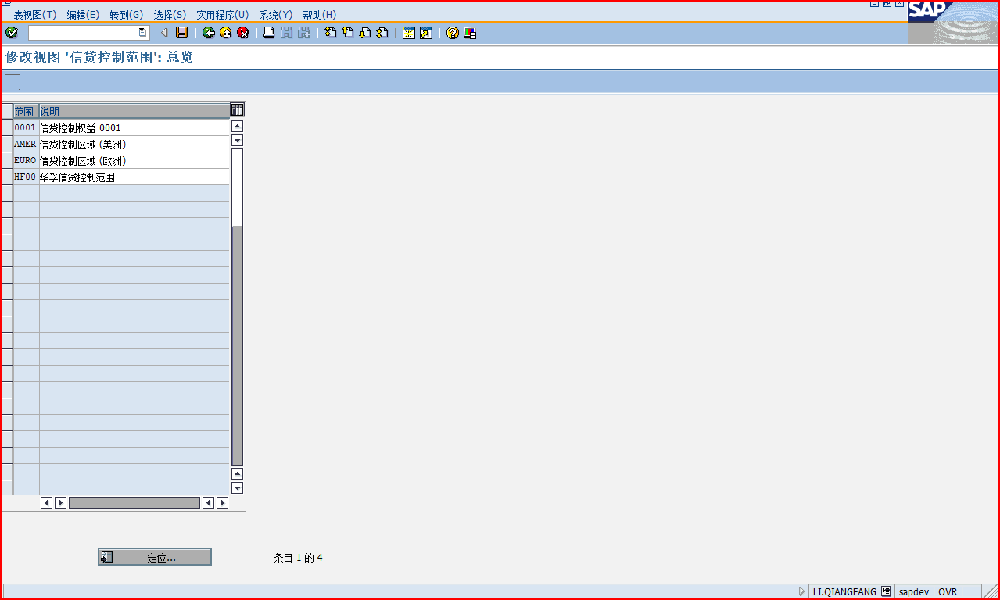 表视图(T) 编辑(E) 转到(G) 选择(S) 实用程序(U) 系统(Y) 帮助(H)
SAP
修改视图 '信贷控制范围': 总览
范围 说明
0001 信贷控制权益 0001
AMER 信贷控制区域 (美洲)
EURO 信贷控制区域 (欧洲)
HF00 华孚信贷控制范围
定位... 条目 1 的 4
LI.QIANGFANG sapdev OVR